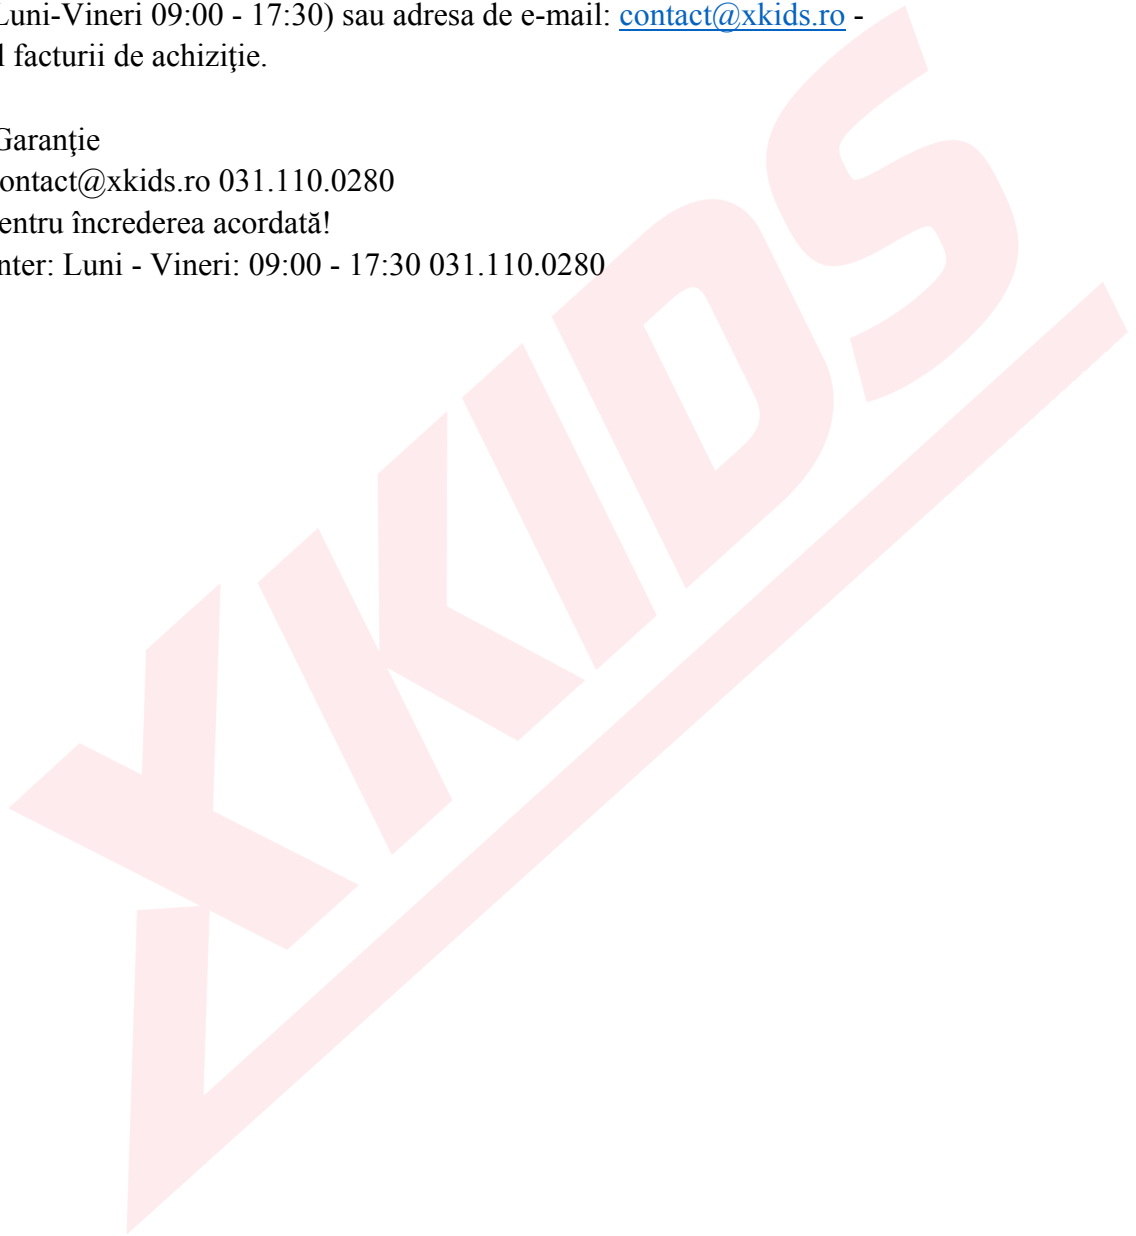 Luni-Vineri 09:00 - 17:30) sau adresa de e-mail: contact@xkids.ro -
l facturii de achiziţie.
Garanţie
ontact@xkids.ro 031.110.0280
entru încrederea acordată!
nter: Luni - Vineri: 09:00 - 17:30 031.110.0280
XKIDS